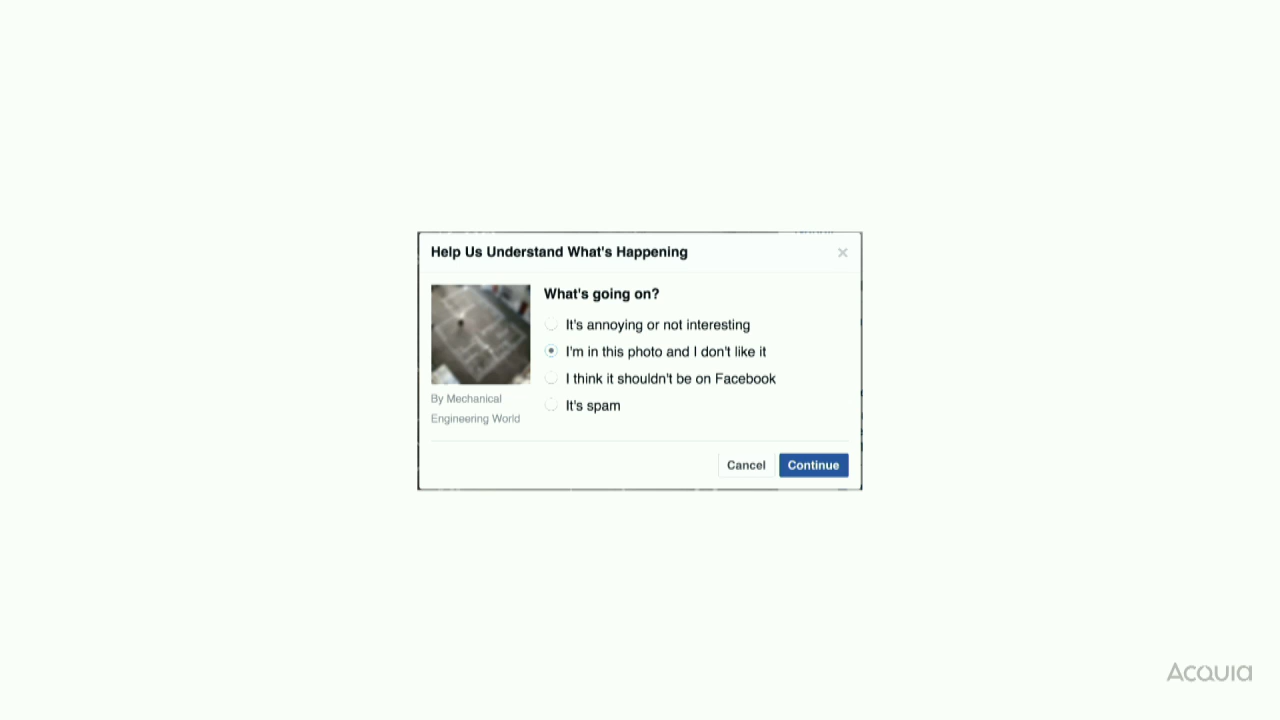 Help Us Understand What's Happening
What's going on?
It's annoying or not interesting
I'm in this photo and I don't like it
I think it shouldn't be on Facebook
It's spam
By Mechanical
Engineering World
Cancel
Continue
Acquia